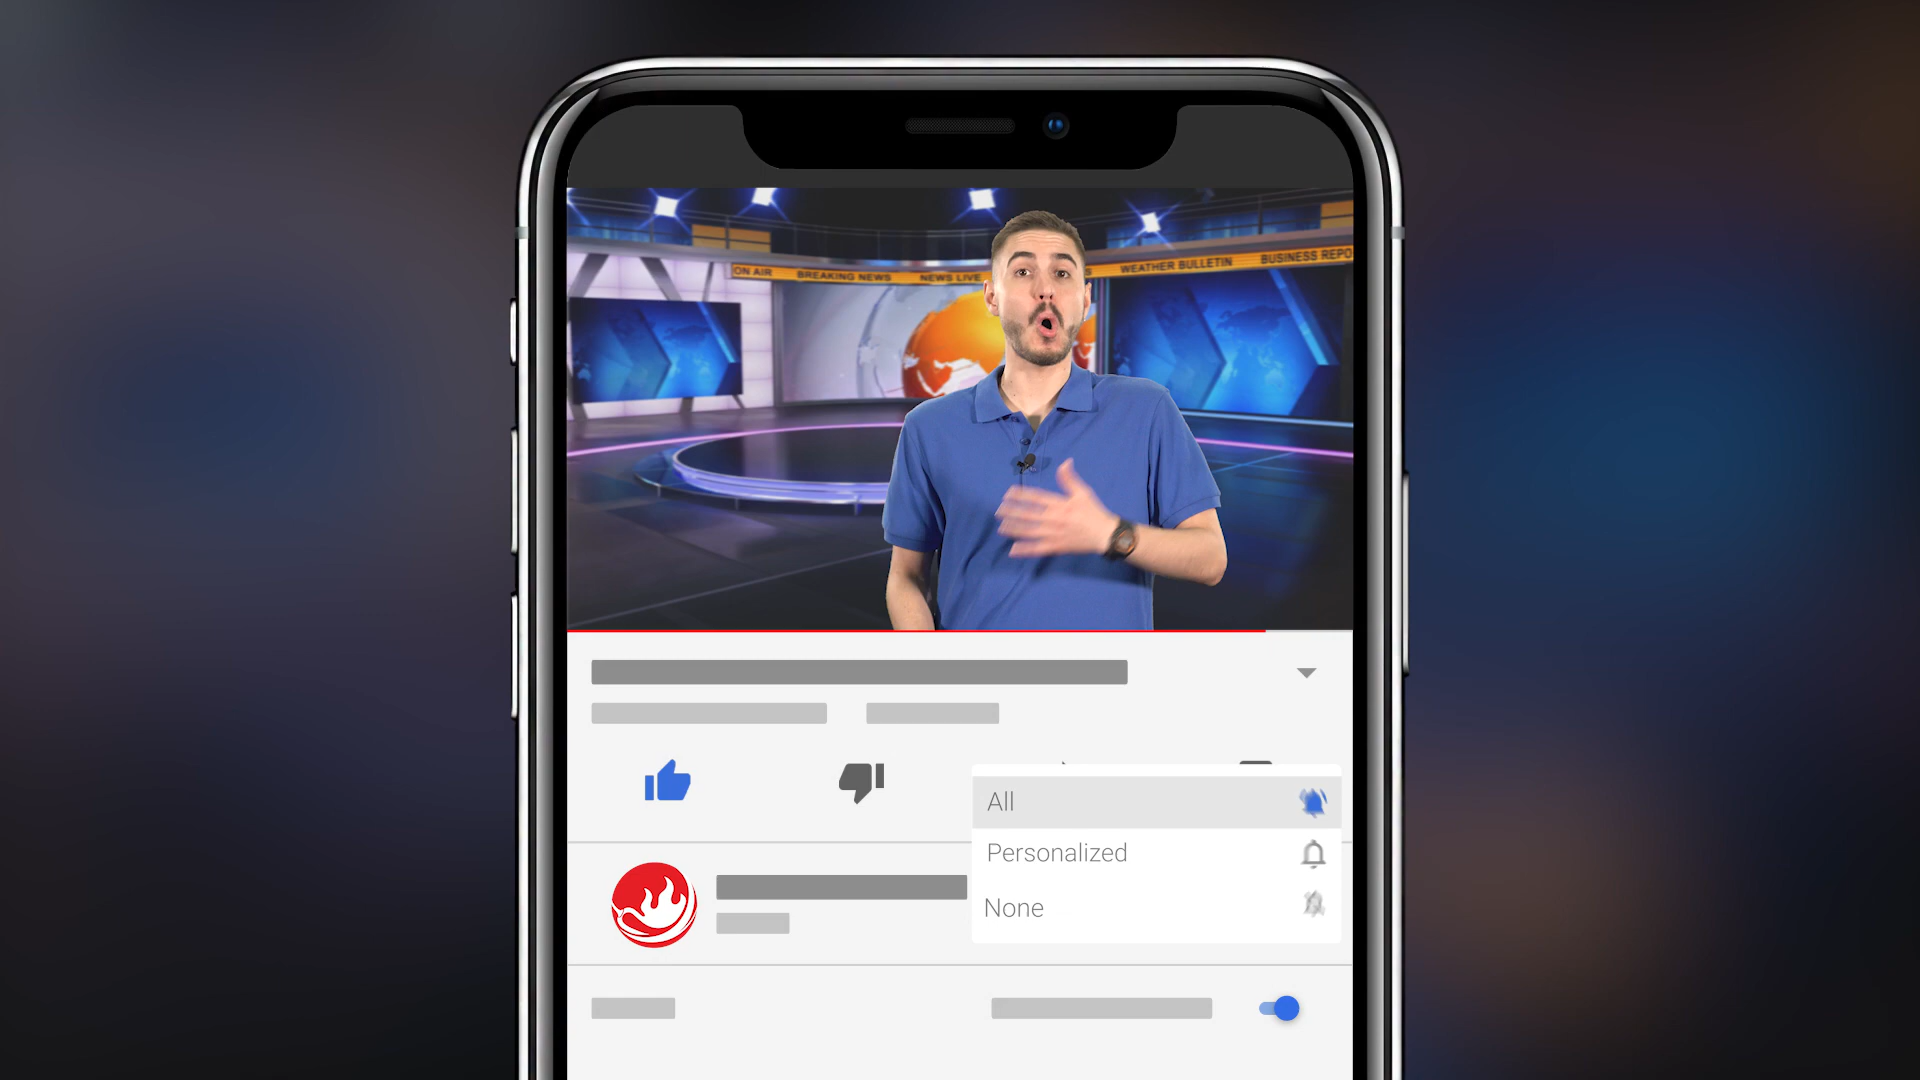 ON AIR
BREAKING NEWS
NEWS LIVE
WEATHER BULLETIN
BUSINESS REPO
All
Personalized
None